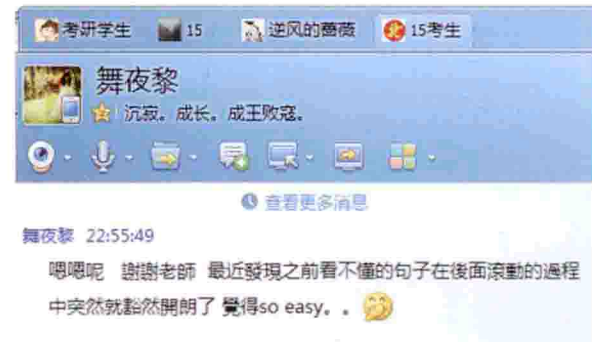 考研学生 15 逆风的蔷薇 15考生
舞夜黎
沉寂。成长。成王败寇。
查看更多消息
舞夜黎 22:55:49
嗯嗯呢 謝謝老師 最近發現之前看不懂的句子在後面滾動的過程
中突然就豁然開朗了 覺得so easy。。